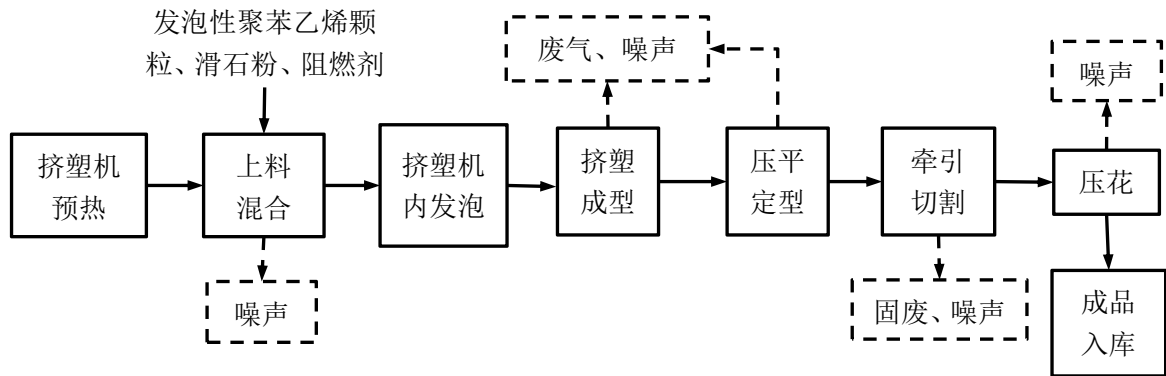 发泡性聚苯乙烯颗
粒、滑石粉、阻燃剂
废气、噪声
噪声
挤塑机
预热
上料
混合
挤塑机
内发泡
挤塑
成型
压平
定型
牵引
切割
压花
噪声
固废、噪声
成品
入库